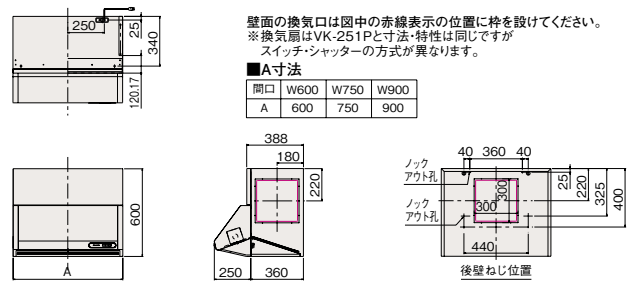 250
25
340
120.17
壁面の換気口は図中の赤線表示の位置に枠を設けてください。
※換気扇はVK-251Pと寸法・特性は同じですが
スイッチ・シャッターの方式が異なります。
■A寸法
間口 W600 W750 W900
A 600 750 900
600
A
388
180
220
250 360
ノック
アウト孔
ノック
アウト孔
40 360 40
300
300
25
220
325
400
440
後壁ねじ位置